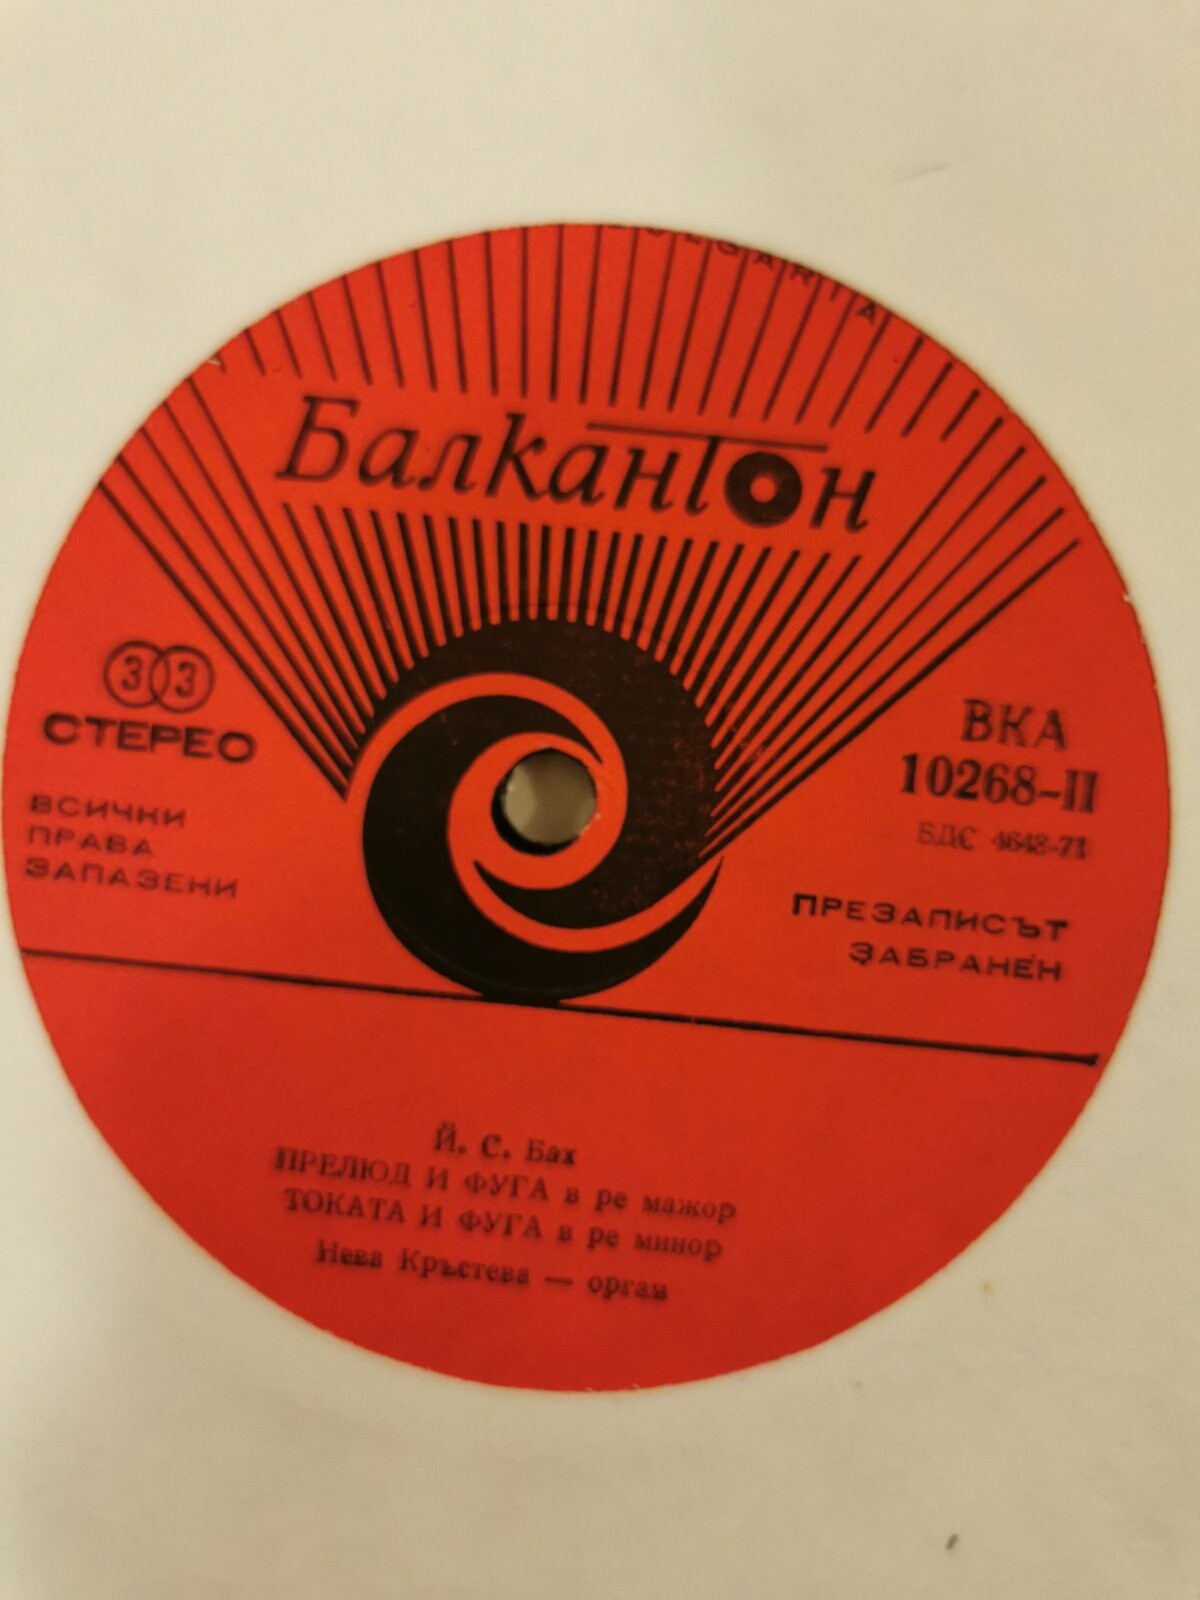 BULGARIA
Балкантон
33
СТЕРЕО
ВСИЧКИ
ПРАВА
ЗАПАЗЕНИ
ВКА
10268-II
БДС 4648-71
ПРЕЗАПИСЪТ
ЗАБРАНЕН
Й. С. Бах
ПРЕЛЮД И ФУГА в ре мажор
ТОКАТА И ФУГА в ре минор
Нева Кръстева — орган